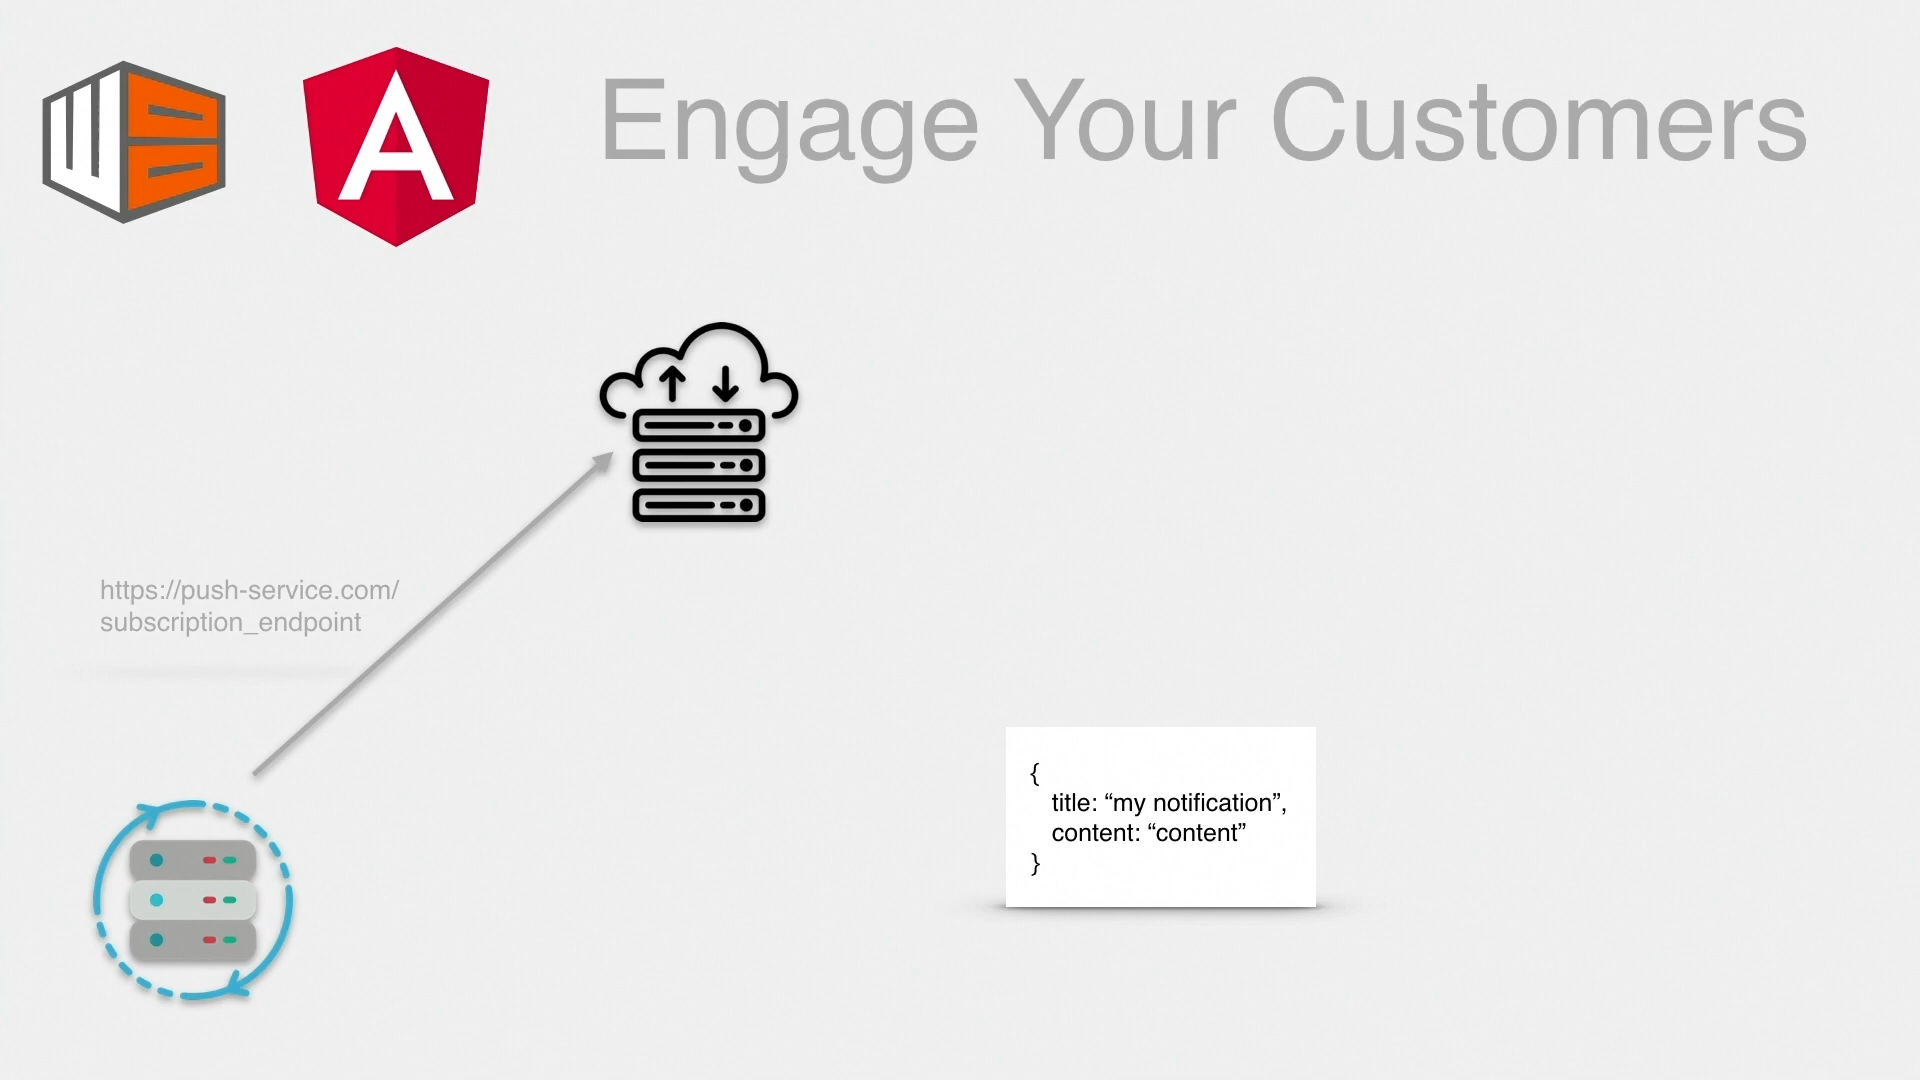 Engage Your Customers
https://push-service.com/
subscription_endpoint
{
title: “my notification”,
content: “content”
}